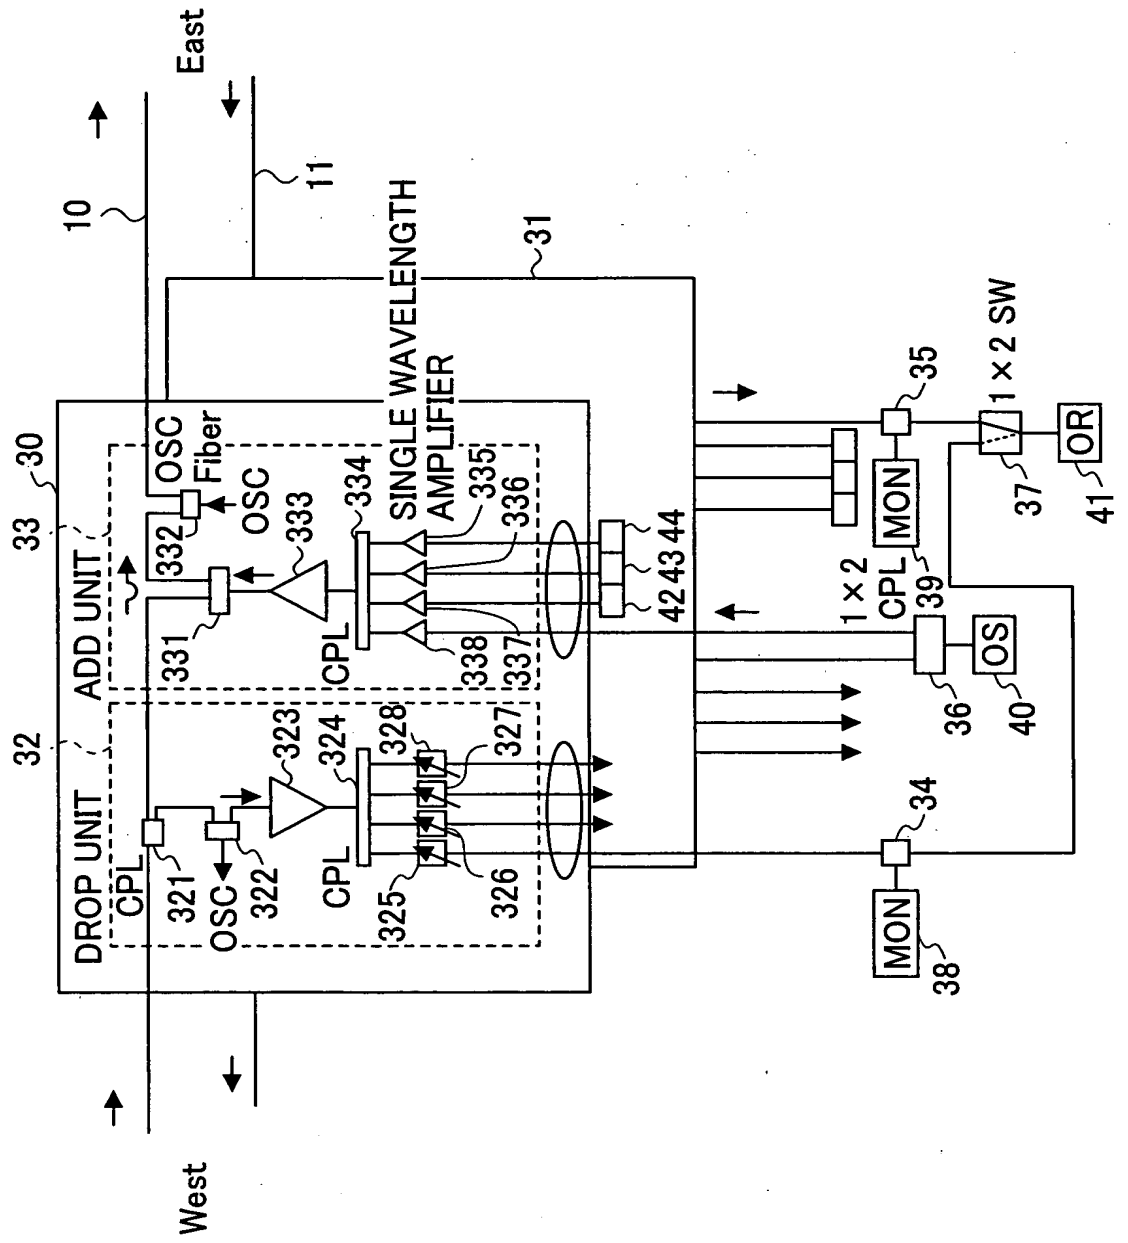 West
East
10
11
30
31
DROP UNIT
32
ADD UNIT
33
CPL
321
OSC
322
323
324
CPL
325
326
327
328
331
332
OSC
Fiber
OSC
333
334
CPL
SINGLE WAVELENGTH
AMPLIFIER
335
336
337
338
42
43
44
34
MON
38
1 × 2
CPL
36
OS
40
35
MON
39
1 × 2 SW
37
OR
41